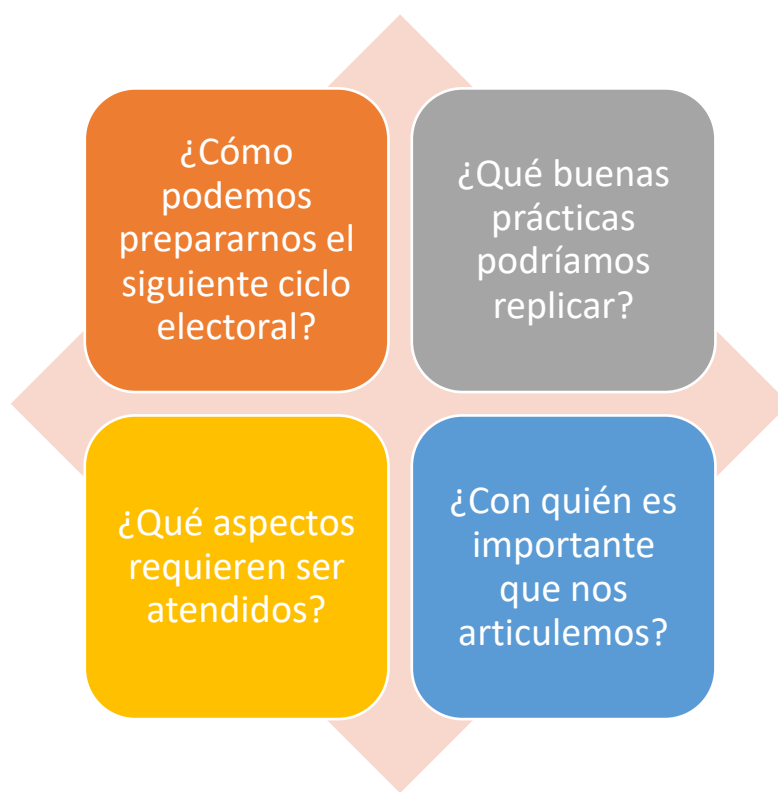 ¿Cómo
podemos
prepararnos el
siguiente ciclo
electoral?
¿Qué buenas
prácticas
podríamos
replicar?
¿Qué aspectos
requieren ser
atendidos?
¿Con quién es
importante
que nos
articulemos?